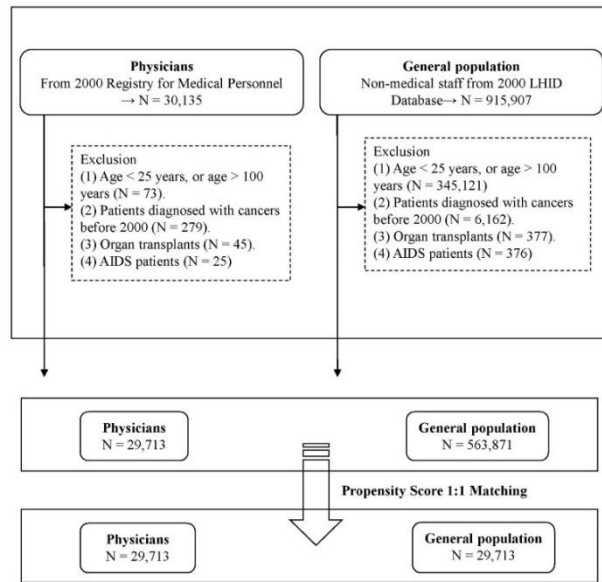 Physicians
From 2000 Registry for Medical Personnel
→ N = 30,135
General population
Non-medical staff from 2000 LHID
Database→ N = 915,907
Exclusion
(1) Age < 25 years, or age > 100
years (N = 73).
(2) Patients diagnosed with cancers
before 2000 (N = 279).
(3) Organ transplants (N = 45).
(4) AIDS patients (N = 25)
Exclusion
(1) Age < 25 years, or age > 100
years (N = 345,121)
(2) Patients diagnosed with cancers
before 2000 (N = 6,162).
(3) Organ transplants (N = 377).
(4) AIDS patients (N = 376)
Physicians
N = 29,713
General population
N = 563,871
Propensity Score 1:1 Matching
Physicians
N = 29,713
General population
N = 29,713